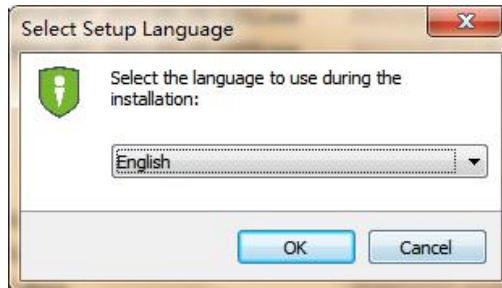 Select Setup Language
Select the language to use during the
installation:
English
OK
Cancel